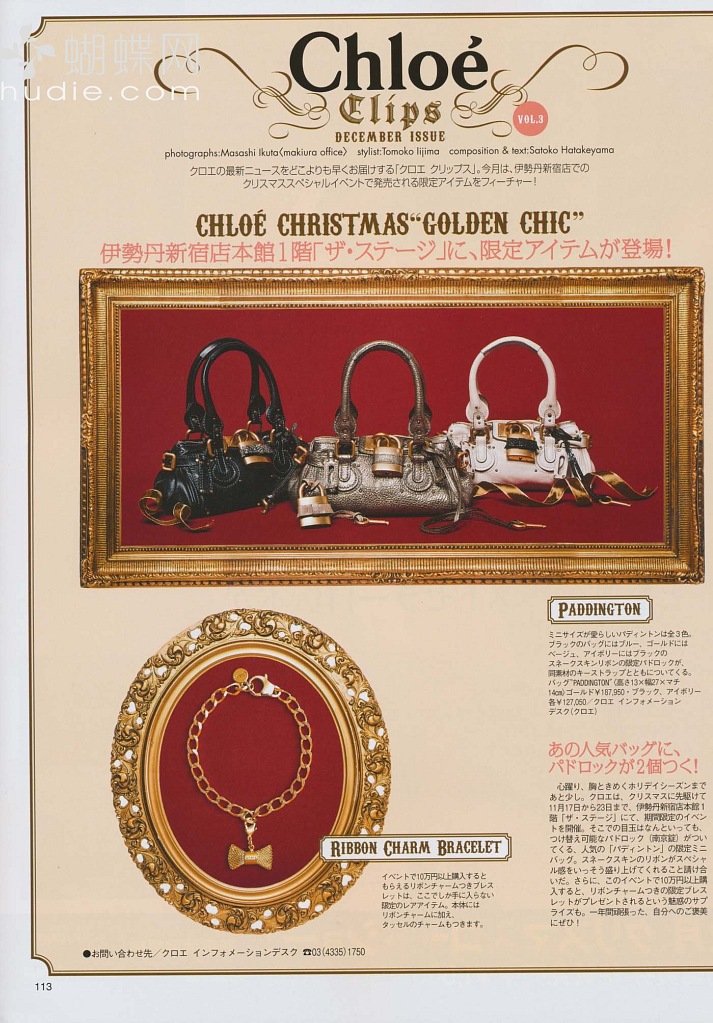 蝴蝶网
hudie.com
Chloé
Clips
DECEMBER ISSUE
VOL.3
photographs:Masashi Ikuta〈makiura office〉 stylist:Tomoko Iijima composition & text:Satoko Hatakeyama
クロエの最新ニュースをどこよりも早くお届けする「クロエ クリップス」。今月は、伊勢丹新宿店での
クリスマススペシャルイベントで発売される限定アイテムをフィーチャー!
CHLOÉ CHRISTMAS“GOLDEN CHIC”
伊勢丹新宿店本館1階「ザ・ステージ」に、限定アイテムが登場!
PADDINGTON
ミニサイズが愛らしいパディントンは全3色。
ブラックのバッグにはブルー、ゴールドには
ベージュ、アイボリーにはブラックの
スネークスキンリボンの限定パドロックが、
同素材のキーストラップとともについてくる。
バッグ“PADDINGTON”(高さ13×幅27×マチ
14㎝)ゴールド¥187,950・ブラック、アイボリー
各¥127,050/クロエ インフォメーション
デスク(クロエ)
あの人気バッグに、
パドロックが2個つく!
心躍り、胸ときめくホリデイシーズンまで
あと少し。クロエは、クリスマスに先駆けて
11月17日から23日まで、伊勢丹新宿店本館1
階「ザ・ステージ」にて、期間限定のイベン
トを開催。そこでの目玉はなんといっても、
つけ替え可能なパドロック(南京錠)がつい
てくる、人気の「パディントン」の限定ミニ
バッグ。スネークスキンのリボンがスペシャ
ル感をいっそう盛り上げてくれること請け合
いだ。さらに、このイベントで10万円以上購
入すると、リボンチャームつきの限定ブレス
レットがプレゼントされるという魅惑のサプ
ライズも。一年間頑張った、自分へのご褒美
にぜひ!
RIBBON CHARM BRACELET
イベントで10万円以上購入すると
もらえるリボンチャームつきブレス
レットは、ここでしか手に入らない
限定のレアアイテム。本体には
リボンチャームに加え、
タッセルのチャームもつきます。
●お問い合わせ先/クロエ インフォメーションデスク ☎03(4335)1750
113